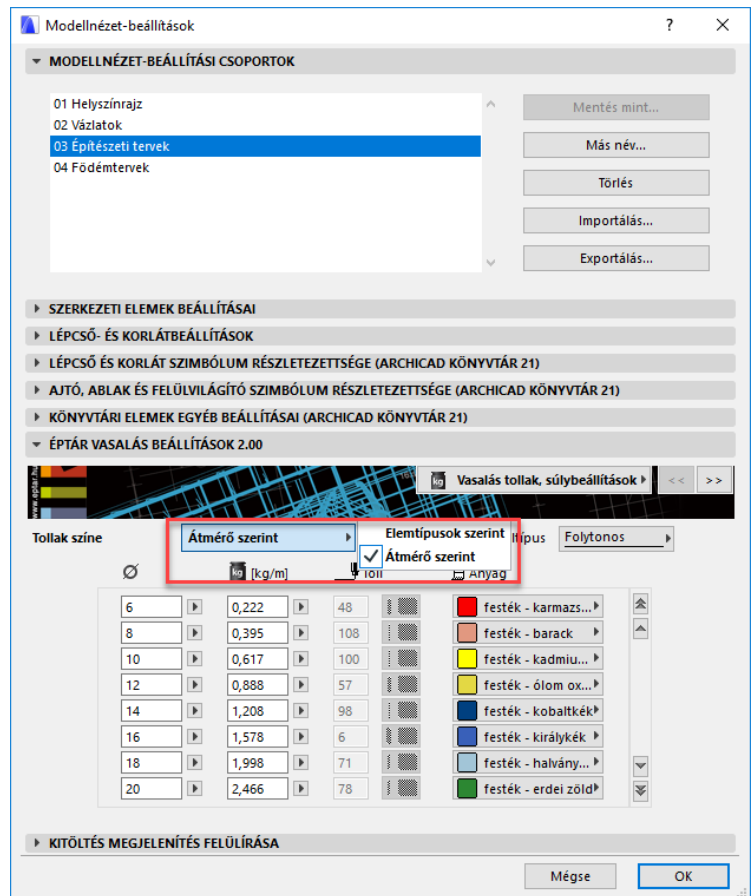 Modellnézet-beállítások
MODELLNÉZET-BEÁLLÍTÁSI CSOPORTOK
01 Helyszínrajz
02 Vázlatok
03 Építészeti tervek
04 Födémtervek
Mentés mint...
Más név...
Törlés
Importálás...
Exportálás...
SZERKEZETI ELEMEK BEÁLLÍTÁSAI
LÉPCSŐ- ÉS KORLÁTBEÁLLÍTÁSOK
LÉPCSŐ ÉS KORLÁT SZIMBÓLUM RÉSZLETEZETTSÉGE (ARCHICAD KÖNYVTÁR 21)
AJTÓ, ABLAK ÉS FELÜLVILÁGÍTÓ SZIMBÓLUM RÉSZLETEZETTSÉGE (ARCHICAD KÖNYVTÁR 21)
KÖNYVTÁRI ELEMEK EGYÉB BEÁLLÍTÁSAI (ARCHICAD KÖNYVTÁR 21)
ÉPTÁR VASALÁS BEÁLLÍTÁSOK 2.00
www.eptar.hu
kg Vasalás tollak, súlybeállítások << >>
Tollak színe Átmérő szerint Elemtípusok szerint Folytonos
Átmérő szerint
Ø kg [kg/m] Toll Anyag
6 0,222 48 festék - karmazs...
8 0,395 108 festék - barack
10 0,617 100 festék - kadmiu...
12 0,888 57 festék - ólom ox...
14 1,208 98 festék - kobaltkék
16 1,578 6 festék - királykék
18 1,998 71 festék - halvány...
20 2,466 78 festék - erdei zöld
KITÖLTÉS MEGJELENÍTÉS FELÜLÍRÁSA
Mégse OK